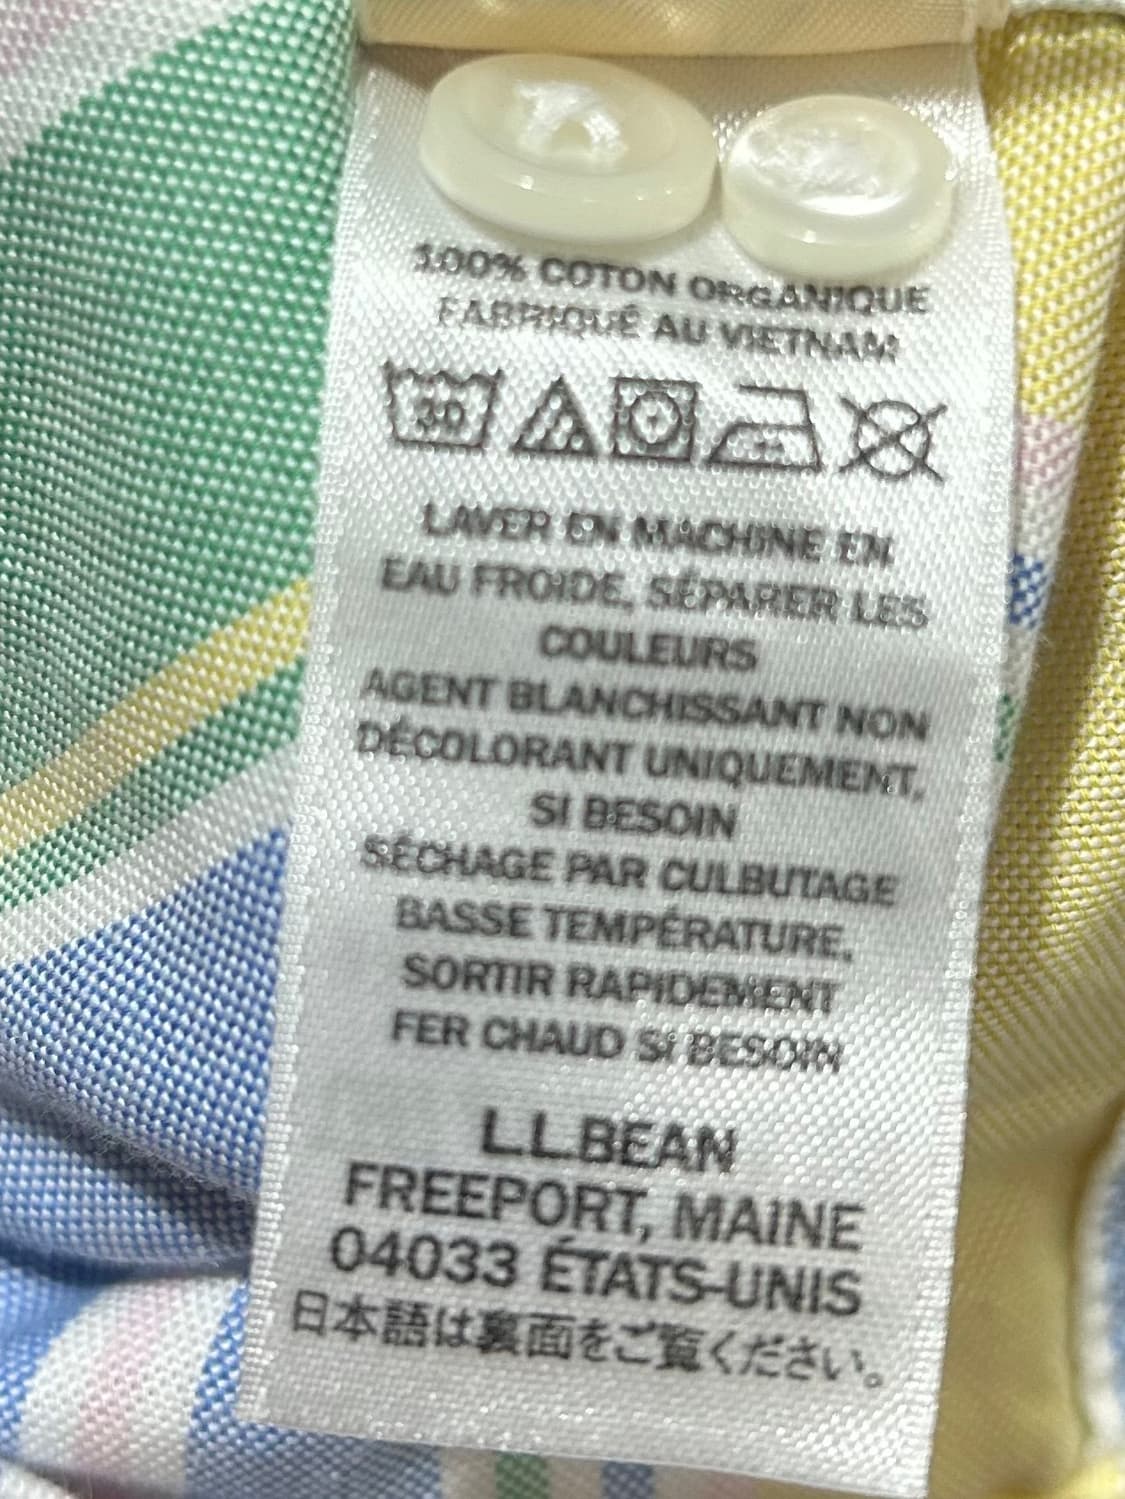 100% COTON ORGANIQUE
FABRIQUÉ AU VIETNAM
30
LAVER EN MACHINE EN
EAU FROIDE, SÉPARER LES
COULEURS
AGENT BLANCHISSANT NON
DÉCOLORANT UNIQUEMENT,
SI BESOIN
SÉCHAGE PAR CULBUTAGE
BASSE TEMPÉRATURE,
SORTIR RAPIDEMENT
FER CHAUD SI BESOIN
L.L.BEAN
FREEPORT, MAINE
04033 ÉTATS-UNIS
日本語は裏面をご覧ください。